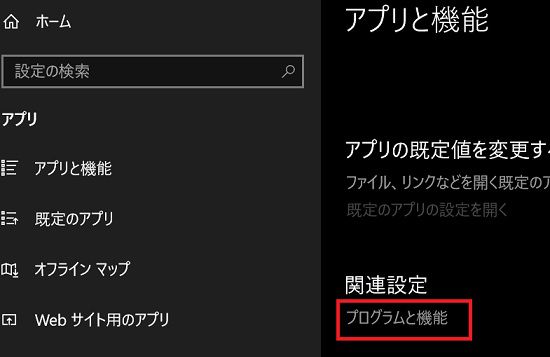 ホーム
設定の検索
アプリ
アプリと機能
既定のアプリ
オフライン マップ
Web サイト用のアプリ
アプリと機能
アプリの既定値を変更す
ファイル、リンクなどを開く既定の
既定のアプリの設定を開く
関連設定
プログラムと機能